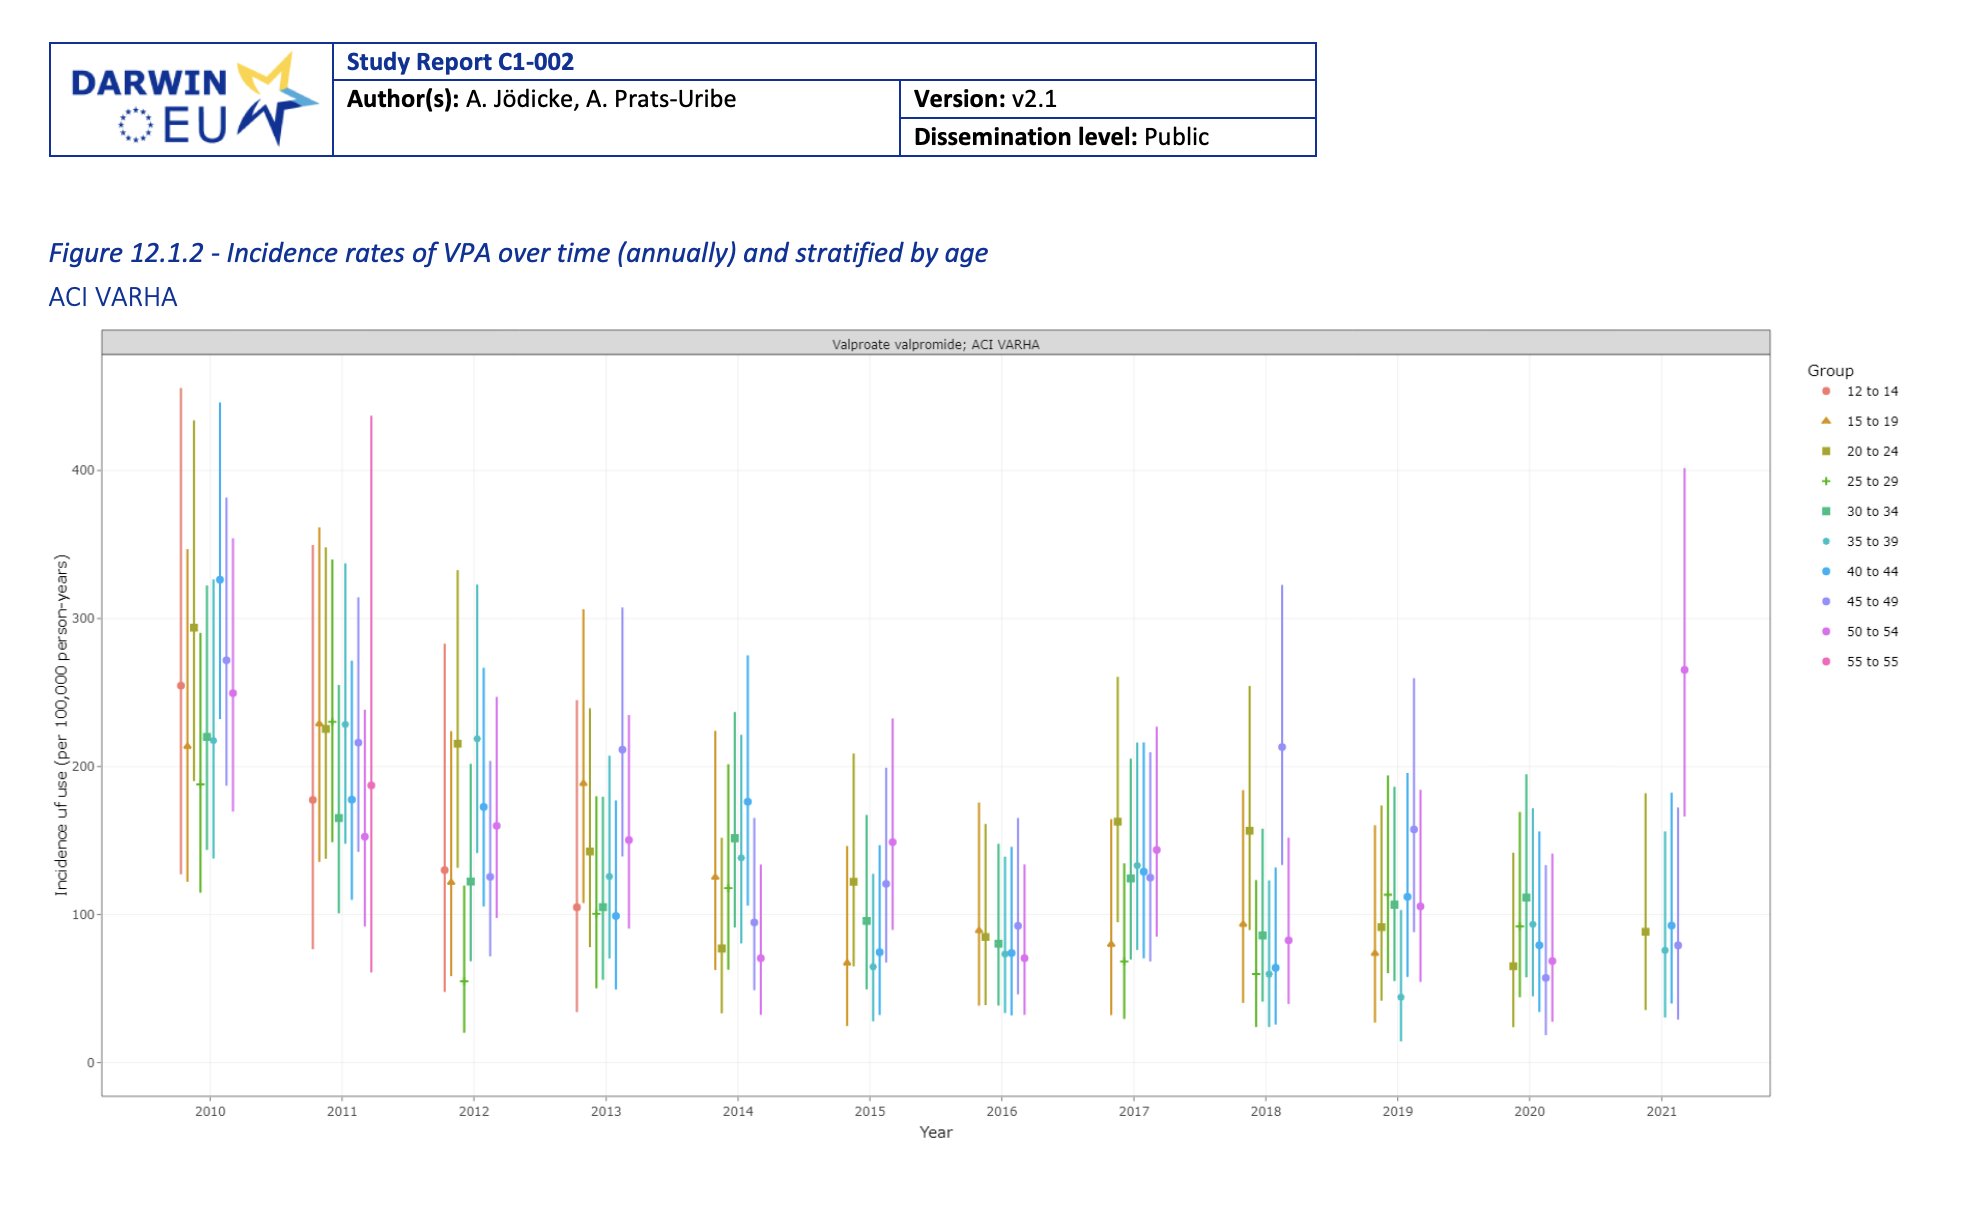 DARWIN
EU
Study Report C1-002
Author(s): A. Jödicke, A. Prats-Uribe
Version: v2.1
Dissemination level: Public
Figure 12.1.2 - Incidence rates of VPA over time (annually) and stratified by age
ACI VARHA
Valproate valpromide; ACI VARHA
Incidence uf use (per 100,000 person-years)
400
300
200
100
0
2010 2011 2012 2013 2014 2015 2016 2017 2018 2019 2020 2021
Year
Group
12 to 14
15 to 19
20 to 24
25 to 29
30 to 34
35 to 39
40 to 44
45 to 49
50 to 54
55 to 55